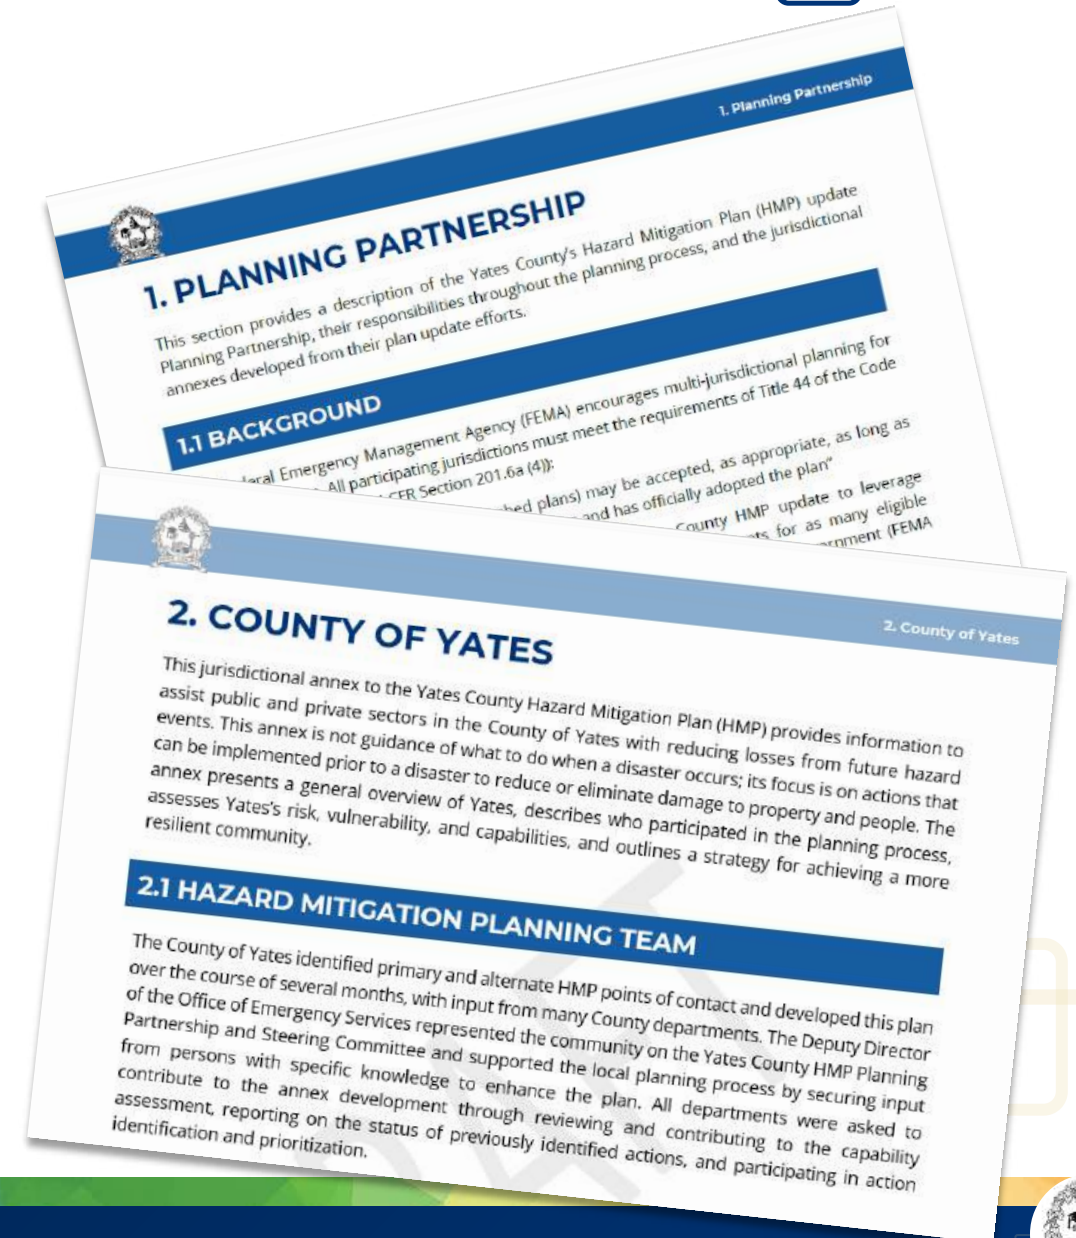 1. Planning Partnership
1. PLANNING PARTNERSHIP
This section provides a description of the Yates County's Hazard Mitigation Plan (HMP) update
Planning Partnership, their responsibilities throughout the planning process, and the jurisdictional
annexes developed from their plan update efforts.
1.1 BACKGROUND
Emergency Management Agency (FEMA) encourages multi-jurisdictional planning for
All participating jurisdictions must meet the requirements of Title 44 of the Code
CFR Section 201.6a (4)):
plans) may be accepted, as appropriate, as long as
and has officially adopted the plan"
County HMP update to leverage
for as many eligible
(FEMA
2. County of Yates
2. COUNTY OF YATES
This jurisdictional annex to the Yates County Hazard Mitigation Plan (HMP) provides information to
assist public and private sectors in the County of Yates with reducing losses from future hazard
events. This annex is not guidance of what to do when a disaster occurs; its focus is on actions that
can be implemented prior to a disaster to reduce or eliminate damage to property and people. The
annex presents a general overview of Yates, describes who participated in the planning process,
assesses Yates's risk, vulnerability, and capabilities, and outlines a strategy for achieving a more
resilient community.
2.1 HAZARD MITIGATION PLANNING TEAM
The County of Yates identified primary and alternate HMP points of contact and developed this plan
over the course of several months, with input from many County departments. The Deputy Director
of the Office of Emergency Services represented the community on the Yates County HMP Planning
Partnership and Steering Committee and supported the local planning process by securing input
from persons with specific knowledge to enhance the plan. All departments were asked to
contribute to the annex development through reviewing and contributing to the capability
assessment, reporting on the status of previously identified actions, and participating in action
identification and prioritization.